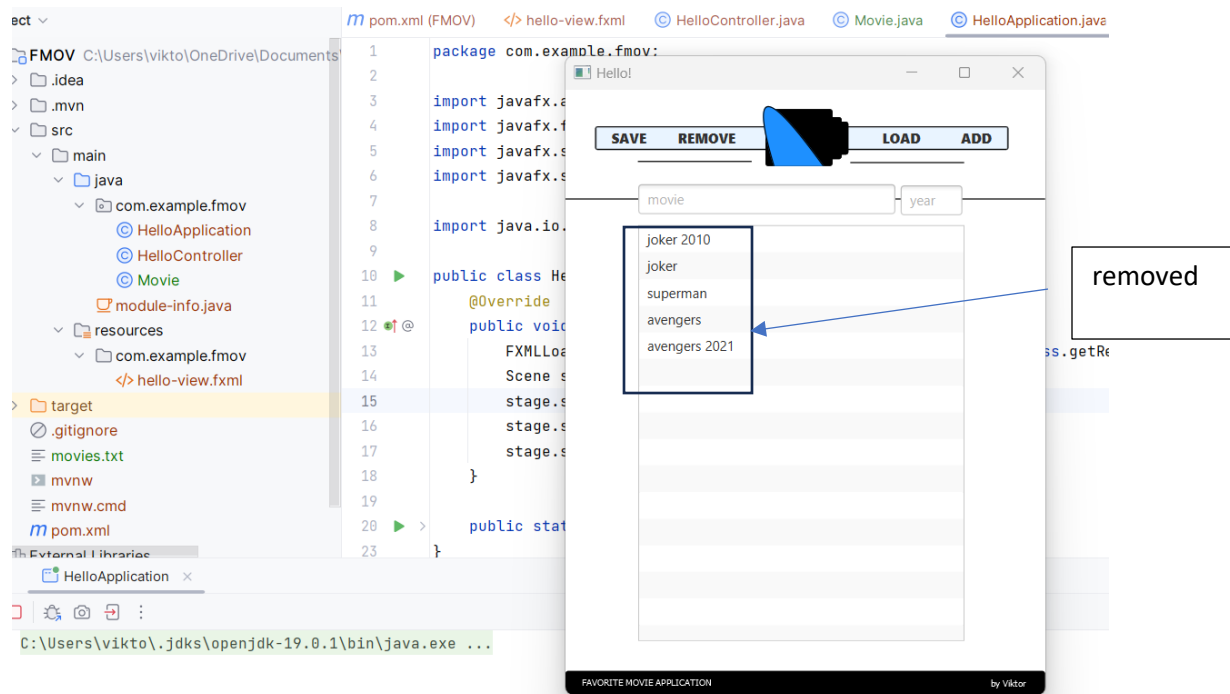 ect
pom.xml (FMOV) hello-view.fxml HelloController.java Movie.java HelloApplication.java
FMOV C:\Users\vikto\OneDrive\Documents
.idea
.mvn
src
main
java
com.example.fmov
HelloApplication
HelloController
Movie
module-info.java
resources
com.example.fmov
hello-view.fxml
target
.gitignore
movies.txt
mvnw
mvnw.cmd
pom.xml
External Libraries
1 package com.example.fmov;
2
3 import javafx.a
4 import javafx.f
5 import javafx.s
6 import javafx.s
7
8 import java.io.
9
10 public class He
11 @Override
12 @ public void
13 FXMLLoa ss.getRe
14 Scene s
15 stage.s
16 stage.s
17 stage.s
18 }
19
20 public stat
23 }
Hello!
SAVE REMOVE LOAD ADD
movie year
joker 2010
joker
superman
avengers
avengers 2021
FAVORITE MOVIE APPLICATION by Viktor
removed
HelloApplication
C:\Users\vikto\.jdks\openjdk-19.0.1\bin\java.exe ...